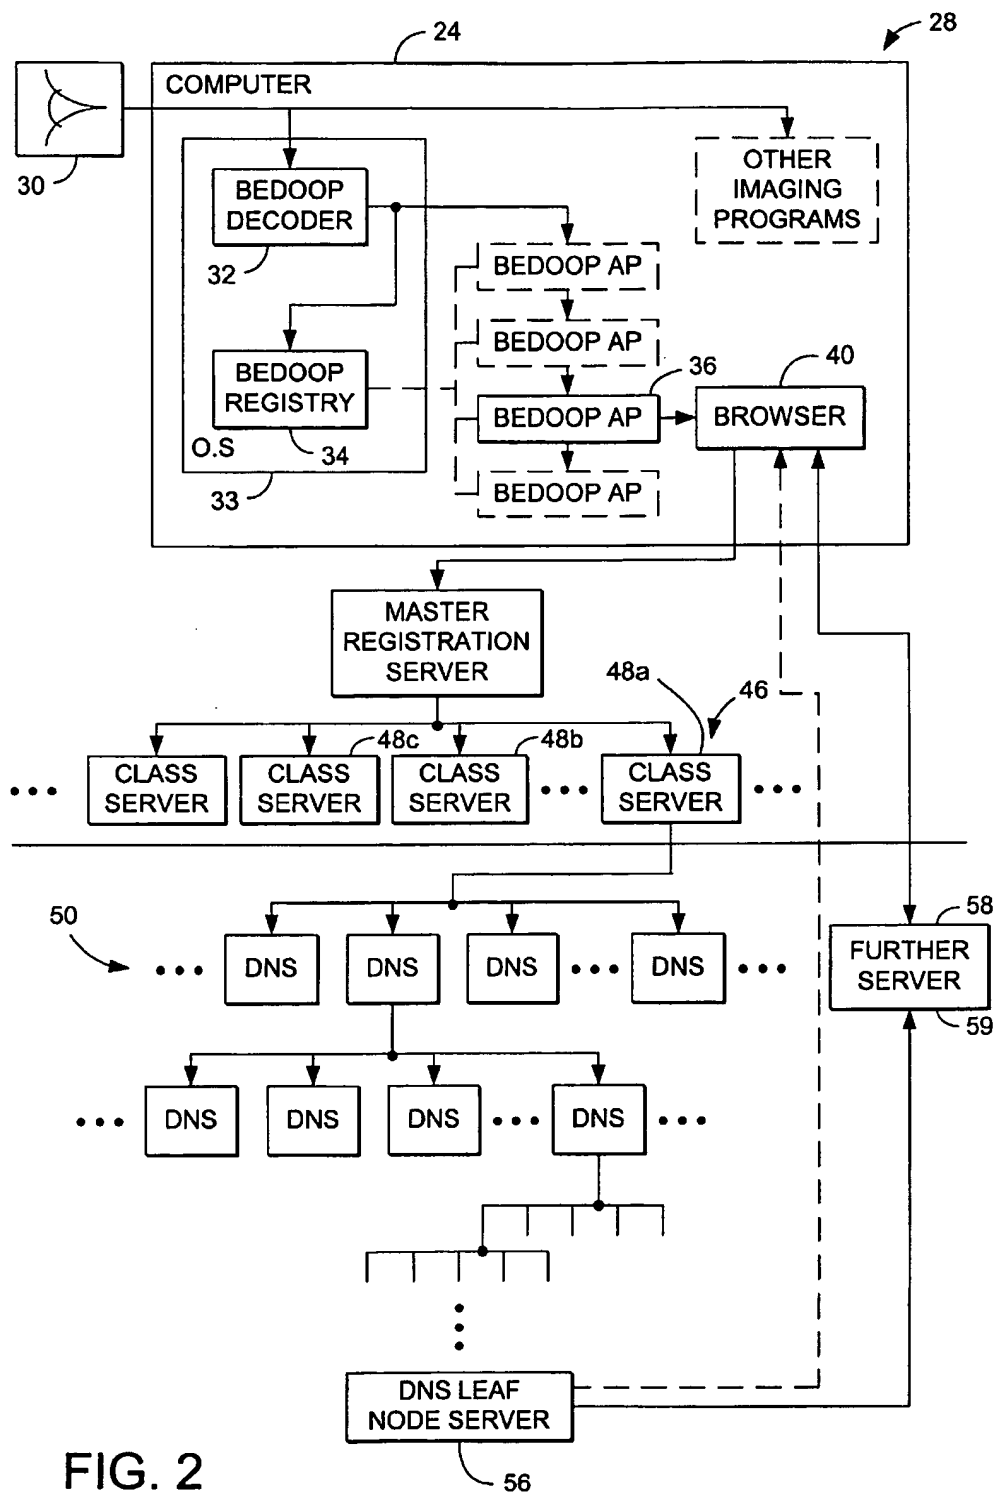 24
28
COMPUTER
30
OTHER
IMAGING
PROGRAMS
BEDOOP
DECODER
32
BEDOOP AP
BEDOOP AP
36
40
BEDOOP
REGISTRY
BEDOOP AP
BROWSER
O.S
34
33
BEDOOP AP
MASTER
REGISTRATION
SERVER
48a
46
48c
48b
CLASS
SERVER
CLASS
SERVER
CLASS
SERVER
CLASS
SERVER
50
58
DNS
DNS
DNS
DNS
FURTHER
SERVER
59
DNS
DNS
DNS
DNS
DNS LEAF
NODE SERVER
56
FIG. 2